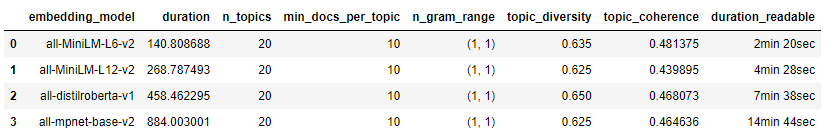 embedding_model duration n_topics min_docs_per_topic n_gram_range topic_diversity topic_coherence duration_readable
0 all-MiniLM-L6-v2 140.808688 20 10 (1, 1) 0.635 0.481375 2min 20sec
1 all-MiniLM-L12-v2 268.787493 20 10 (1, 1) 0.625 0.439895 4min 28sec
2 all-distilroberta-v1 458.462295 20 10 (1, 1) 0.650 0.468073 7min 38sec
3 all-mpnet-base-v2 884.003001 20 10 (1, 1) 0.625 0.464636 14min 44sec